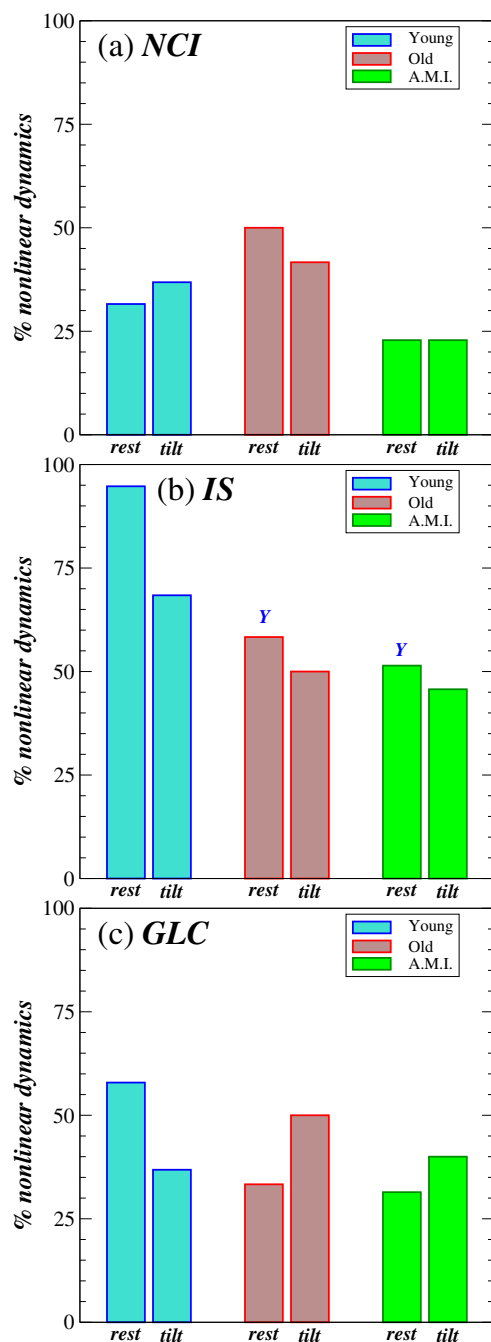 100
(a) NCI
Young
Old
A.M.I.
75
50
25
0
% nonlinear dynamics
rest tilt rest tilt rest tilt
100
(b) IS
Young
Old
A.M.I.
75
Y
Y
50
25
0
% nonlinear dynamics
rest tilt rest tilt rest tilt
100
(c) GLC
Young
Old
A.M.I.
75
50
25
0
% nonlinear dynamics
rest tilt rest tilt rest tilt